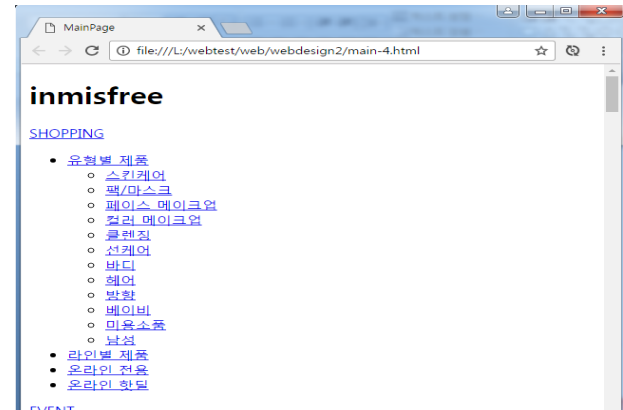 MainPage
file:///L:/webtest/web/webdesign2/main-4.html
inmisfree
SHOPPING
유형별 제품
스킨케어
팩/마스크
페이스 메이크업
컬러 메이크업
클렌징
선케어
바디
헤어
방향
베이비
미용소품
남성
라인별 제품
온라인 전용
온라인 핫딜
EVENT